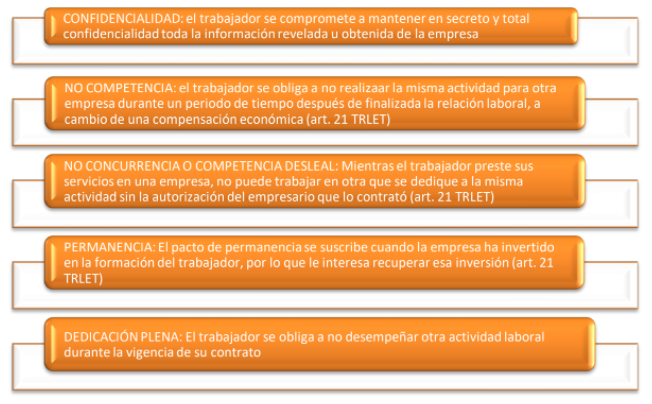 CONFIDENCIALIDAD: el trabajador se compromete a mantener en secreto y total
confidencialidad toda la información revelada u obtenida de la empresa
NO COMPETENCIA: el trabajador se obliga a no realizaar la misma actividad para otra
empresa durante un periodo de tiempo después de finalizada la relación laboral, a
cambio de una compensación económica (art. 21 TRLET)
NO CONCURRENCIA O COMPETENCIA DESLEAL: Mientras el trabajador preste sus
servicios en una empresa, no puede trabajar en otra que se dedique a la misma
actividad sin la autorización del empresario que lo contrató (art. 21 TRLET)
PERMANENCIA: El pacto de permanencia se suscribe cuando la empresa ha invertido
en la formación del trabajador, por lo que le interesa recuperar esa inversión (art. 21
TRLET)
DEDICACIÓN PLENA: El trabajador se obliga a no desempeñar otra actividad laboral
durante la vigencia de su contrato